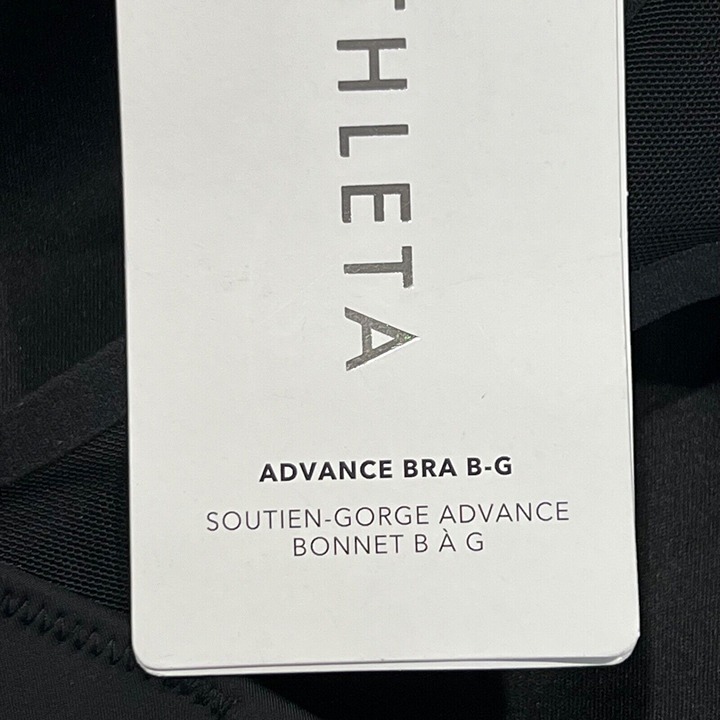 THLETA
ADVANCE BRA B-G
SOUTIEN-GORGE ADVANCE
BONNET B À G